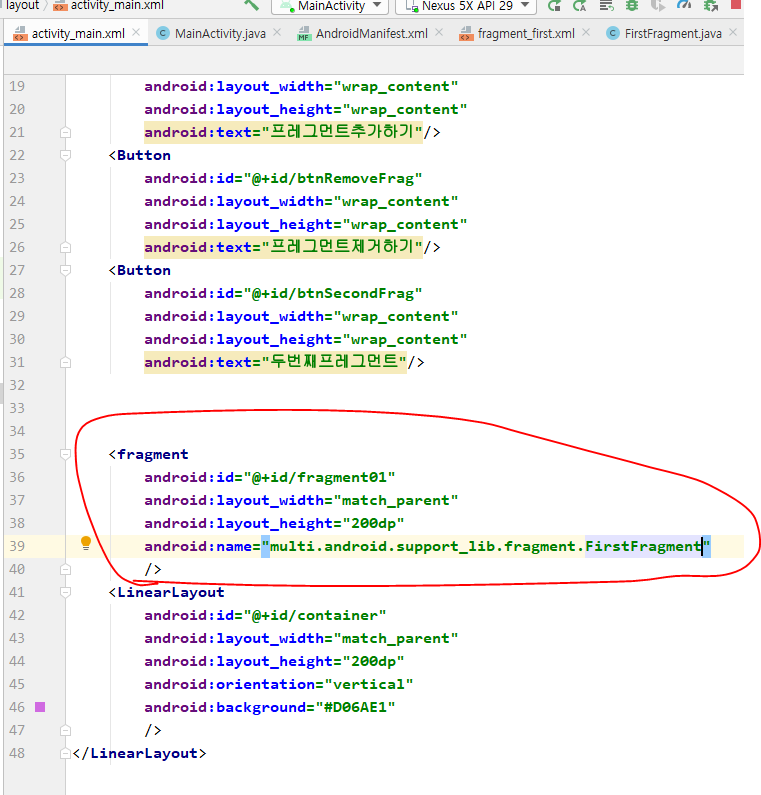 layout activity_main.xml MainActivity Nexus 5X API 29
activity_main.xml MainActivity.java AndroidManifest.xml fragment_first.xml FirstFragment.java
19 android:layout_width="wrap_content"
20 android:layout_height="wrap_content"
21 android:text="프레그먼트추가하기"/>
22 <Button
23 android:id="@+id/btnRemoveFrag"
24 android:layout_width="wrap_content"
25 android:layout_height="wrap_content"
26 android:text="프레그먼트제거하기"/>
27 <Button
28 android:id="@+id/btnSecondFrag"
29 android:layout_width="wrap_content"
30 android:layout_height="wrap_content"
31 android:text="두번째프레그먼트"/>
32
33
34
35 <fragment
36 android:id="@+id/fragment01"
37 android:layout_width="match_parent"
38 android:layout_height="200dp"
39 android:name="multi.android.support_lib.fragment.FirstFragment"
40 />
41 <LinearLayout
42 android:id="@+id/container"
43 android:layout_width="match_parent"
44 android:layout_height="200dp"
45 android:orientation="vertical"
46 android:background="#D06AE1"
47 />
48 </LinearLayout>